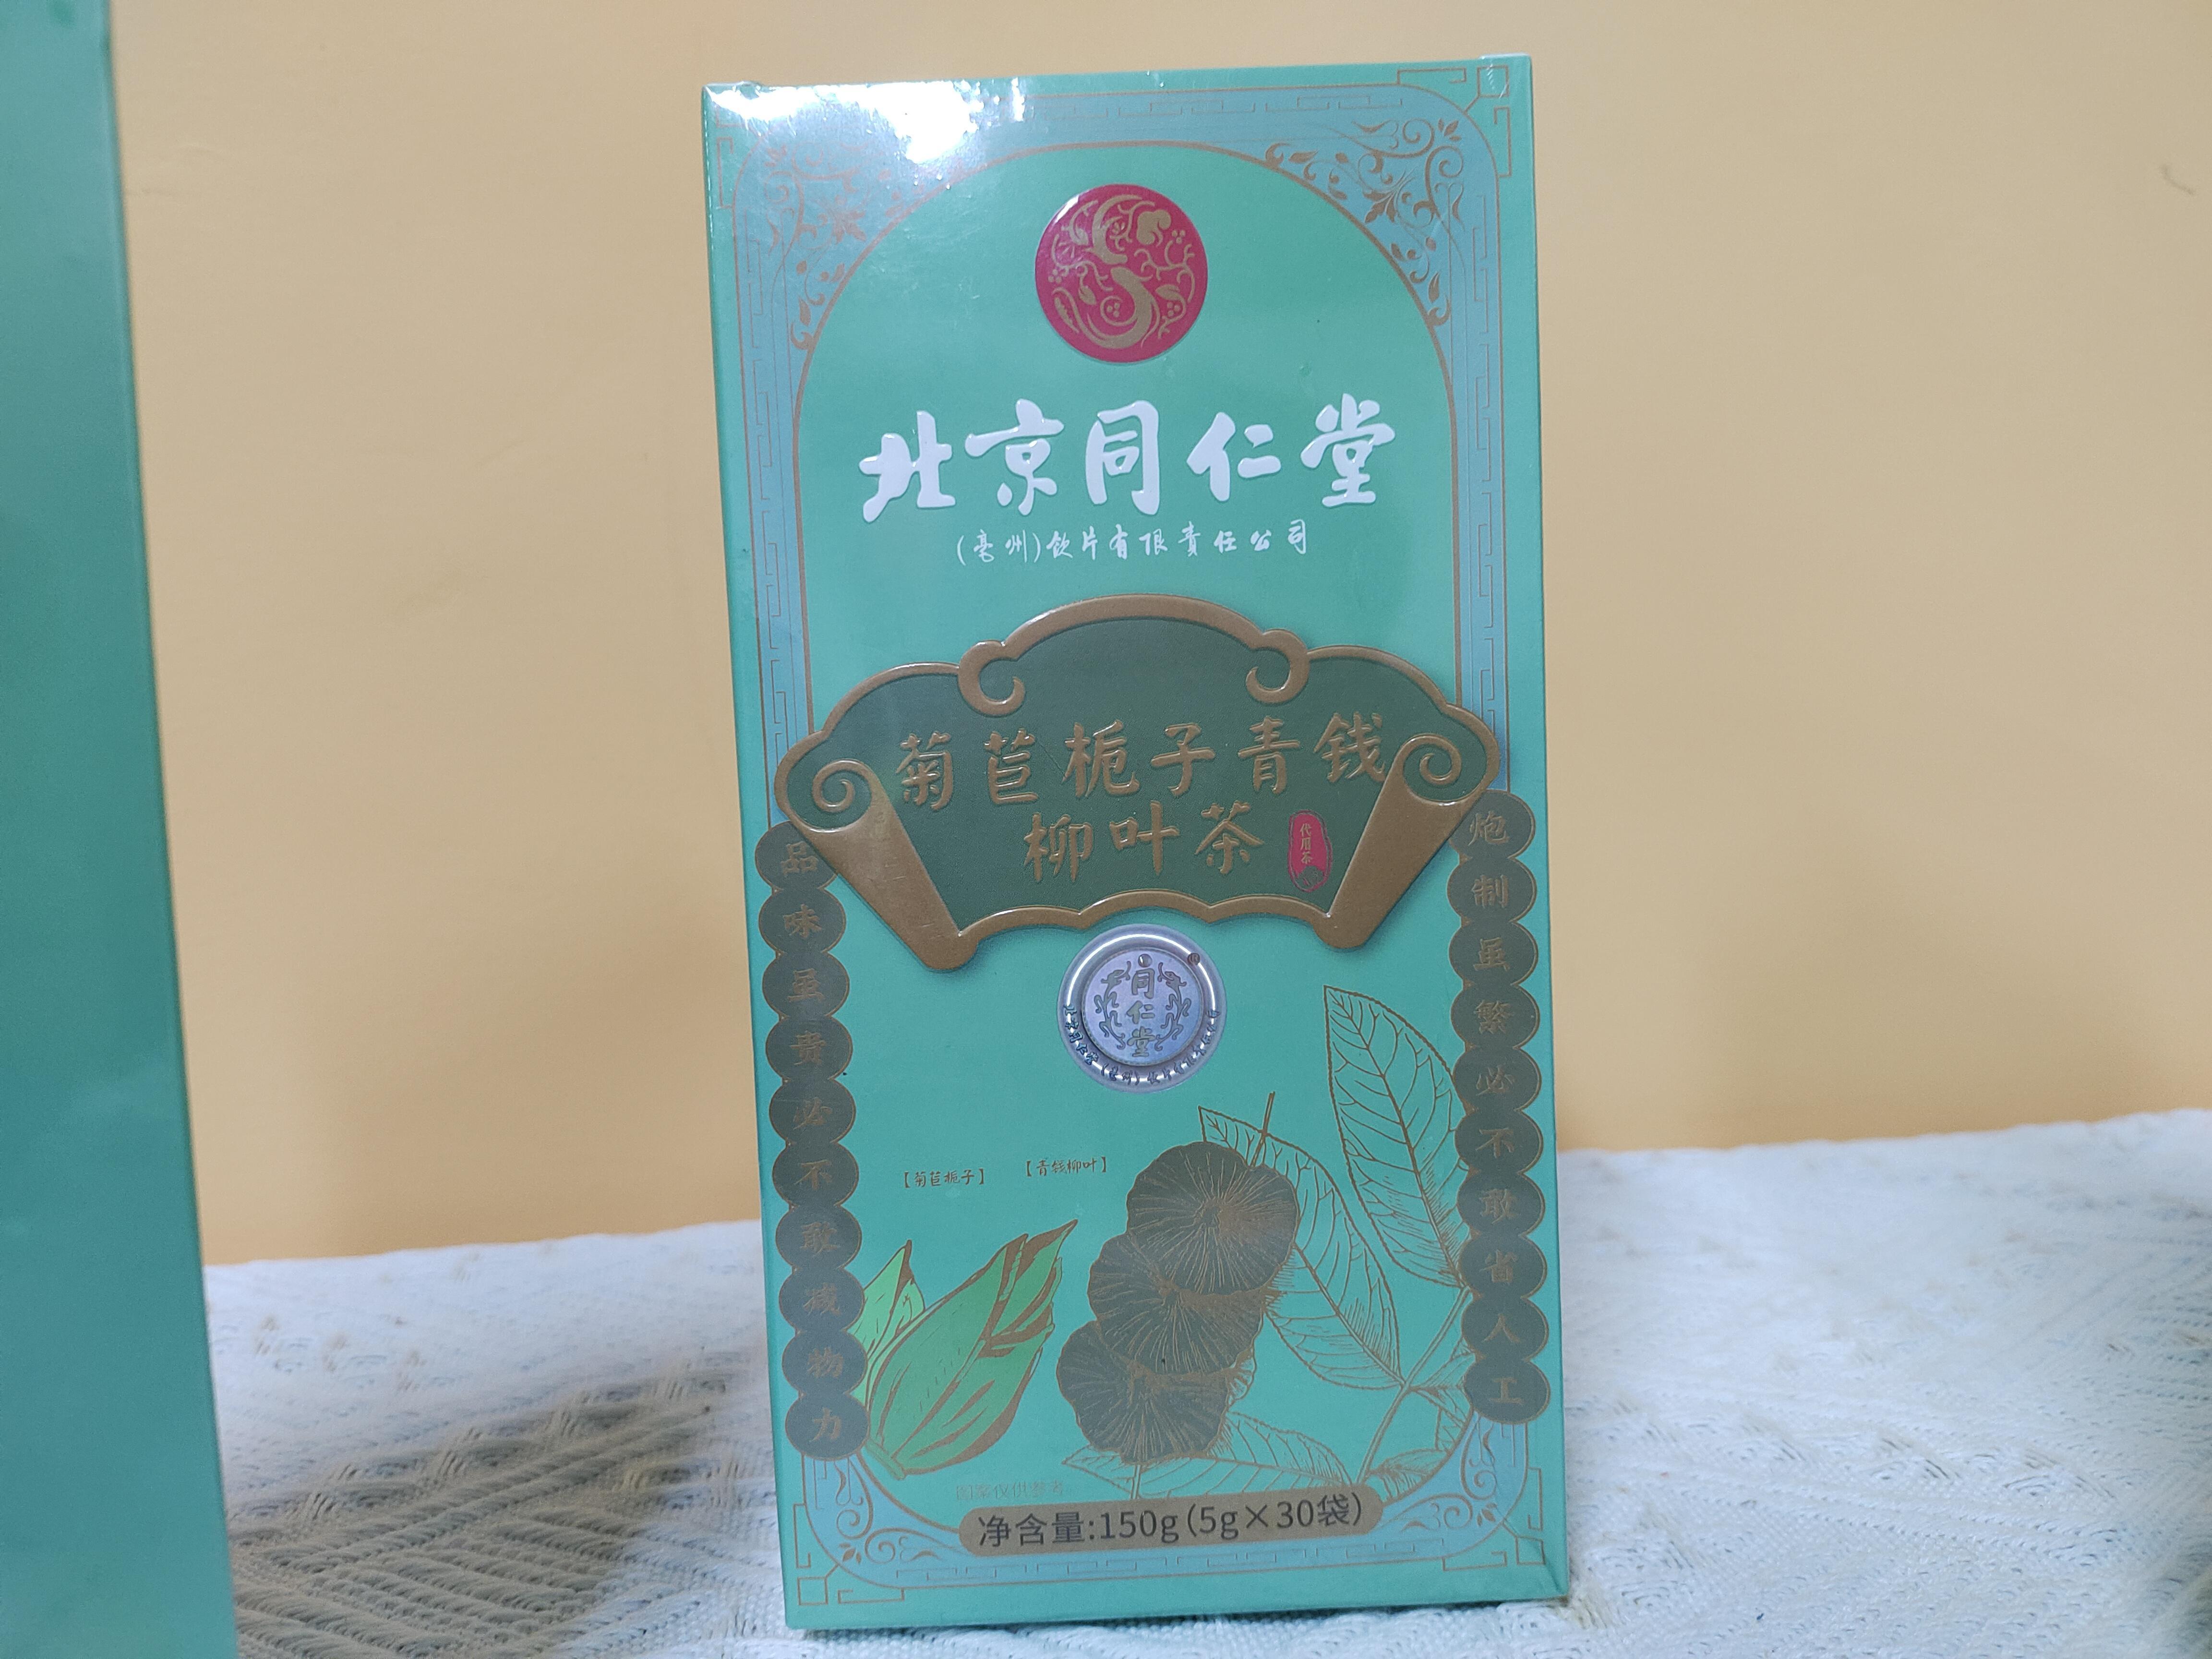 北京同仁堂
(亳州)飲片有限責任公司
菊苣栀子青钱
柳叶茶
代用茶
品味虽贵必不敢减物力
炮制虽繁必不敢省人工
同仁堂
【菊苣栀子】
【青钱柳叶】
图案仅供参考
净含量:150g(5g×30袋)